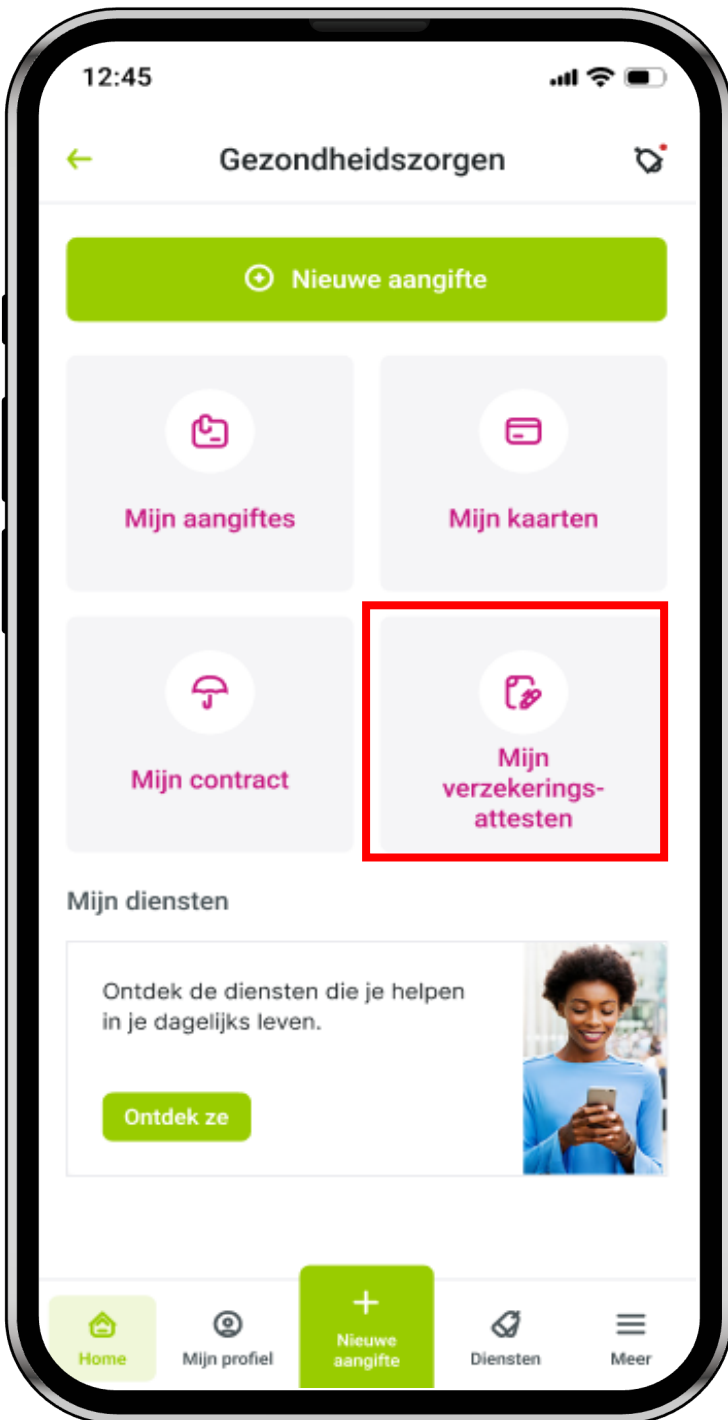 12:45
Gezondheidszorgen
Nieuwe aangifte
Mijn aangiftes
Mijn kaarten
Mijn contract
Mijn
verzekerings-
attesten
Mijn diensten
Ontdek de diensten die je helpen
in je dagelijks leven.
Ontdek ze
Home
Mijn profiel
Nieuwe
aangifte
Diensten
Meer